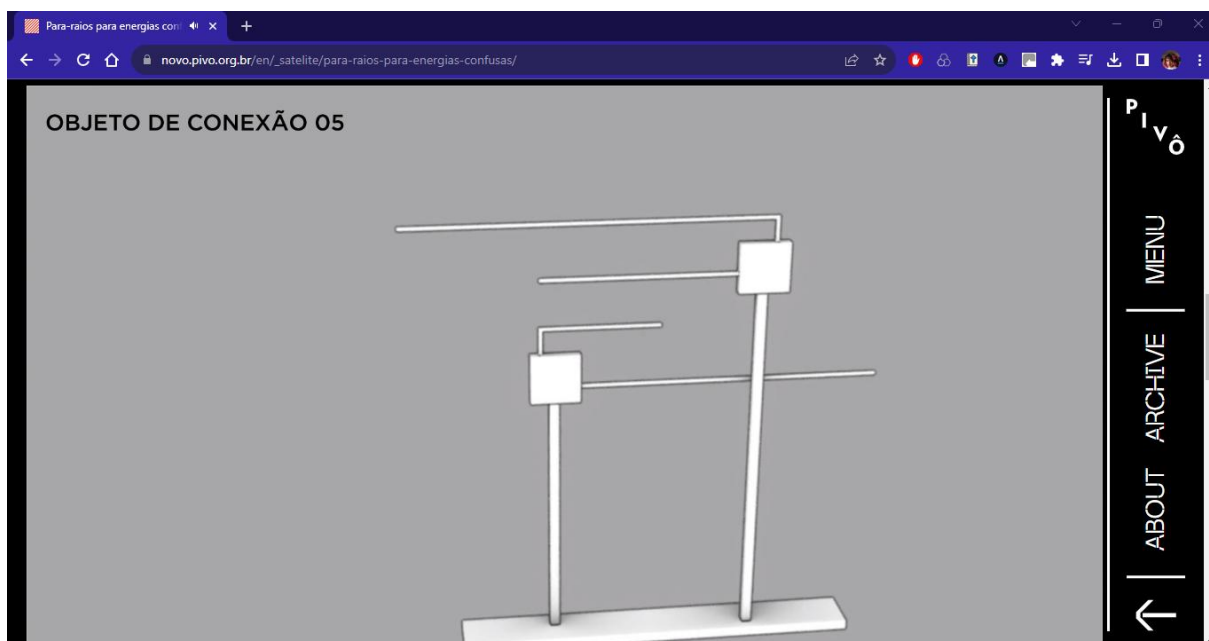 Para-raios para energias con
novo.pivo.org.br/en/_satelite/para-raios-para-energias-confusas/
OBJETO DE CONEXÃO 05
PIVÔ
MENU
ARCHIVE
ABOUT